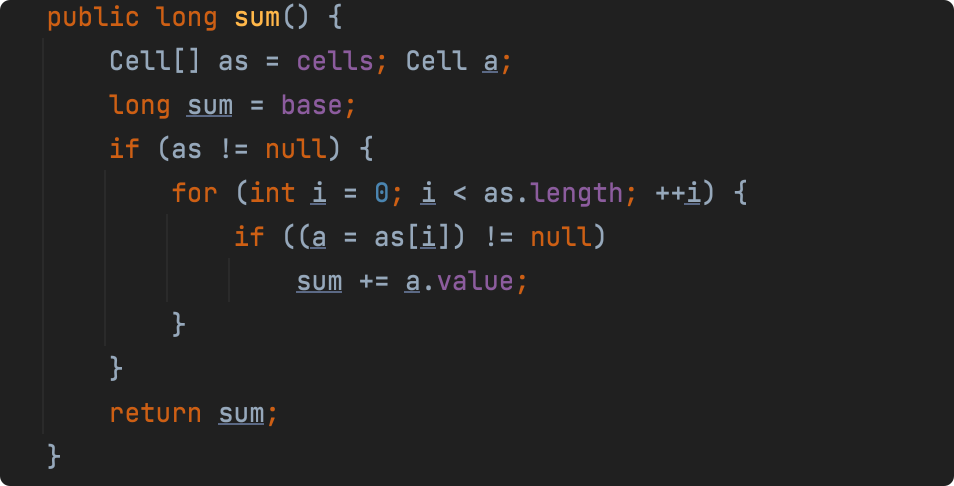 public long sum() {
    Cell[] as = cells; Cell a;
    long sum = base;
    if (as != null) {
        for (int i = 0; i < as.length; ++i) {
            if ((a = as[i]) != null)
                sum += a.value;
        }
    }
    return sum;
}